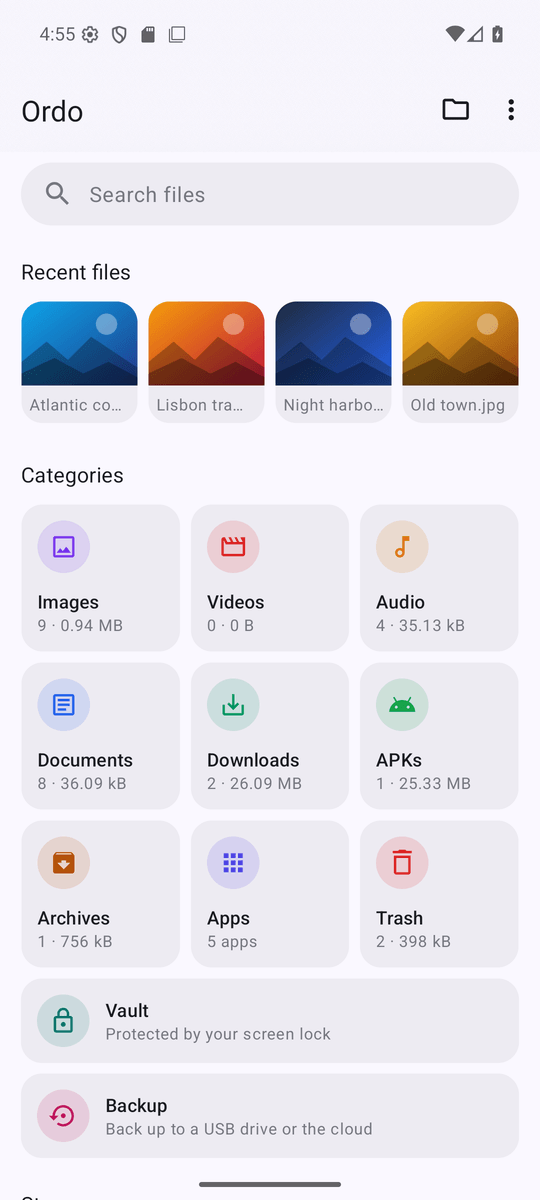 4:55
Ordo
Search files
Recent files
Atlantic co...
Lisbon tra...
Night harbo...
Old town.jpg
Categories
Images
9 · 0.94 MB
Videos
0 · 0 B
Audio
4 · 35.13 kB
Documents
8 · 36.09 kB
Downloads
2 · 26.09 MB
APKs
1 · 25.33 MB
Archives
1 · 756 kB
Apps
5 apps
Trash
2 · 398 kB
Vault
Protected by your screen lock
Backup
Back up to a USB drive or the cloud